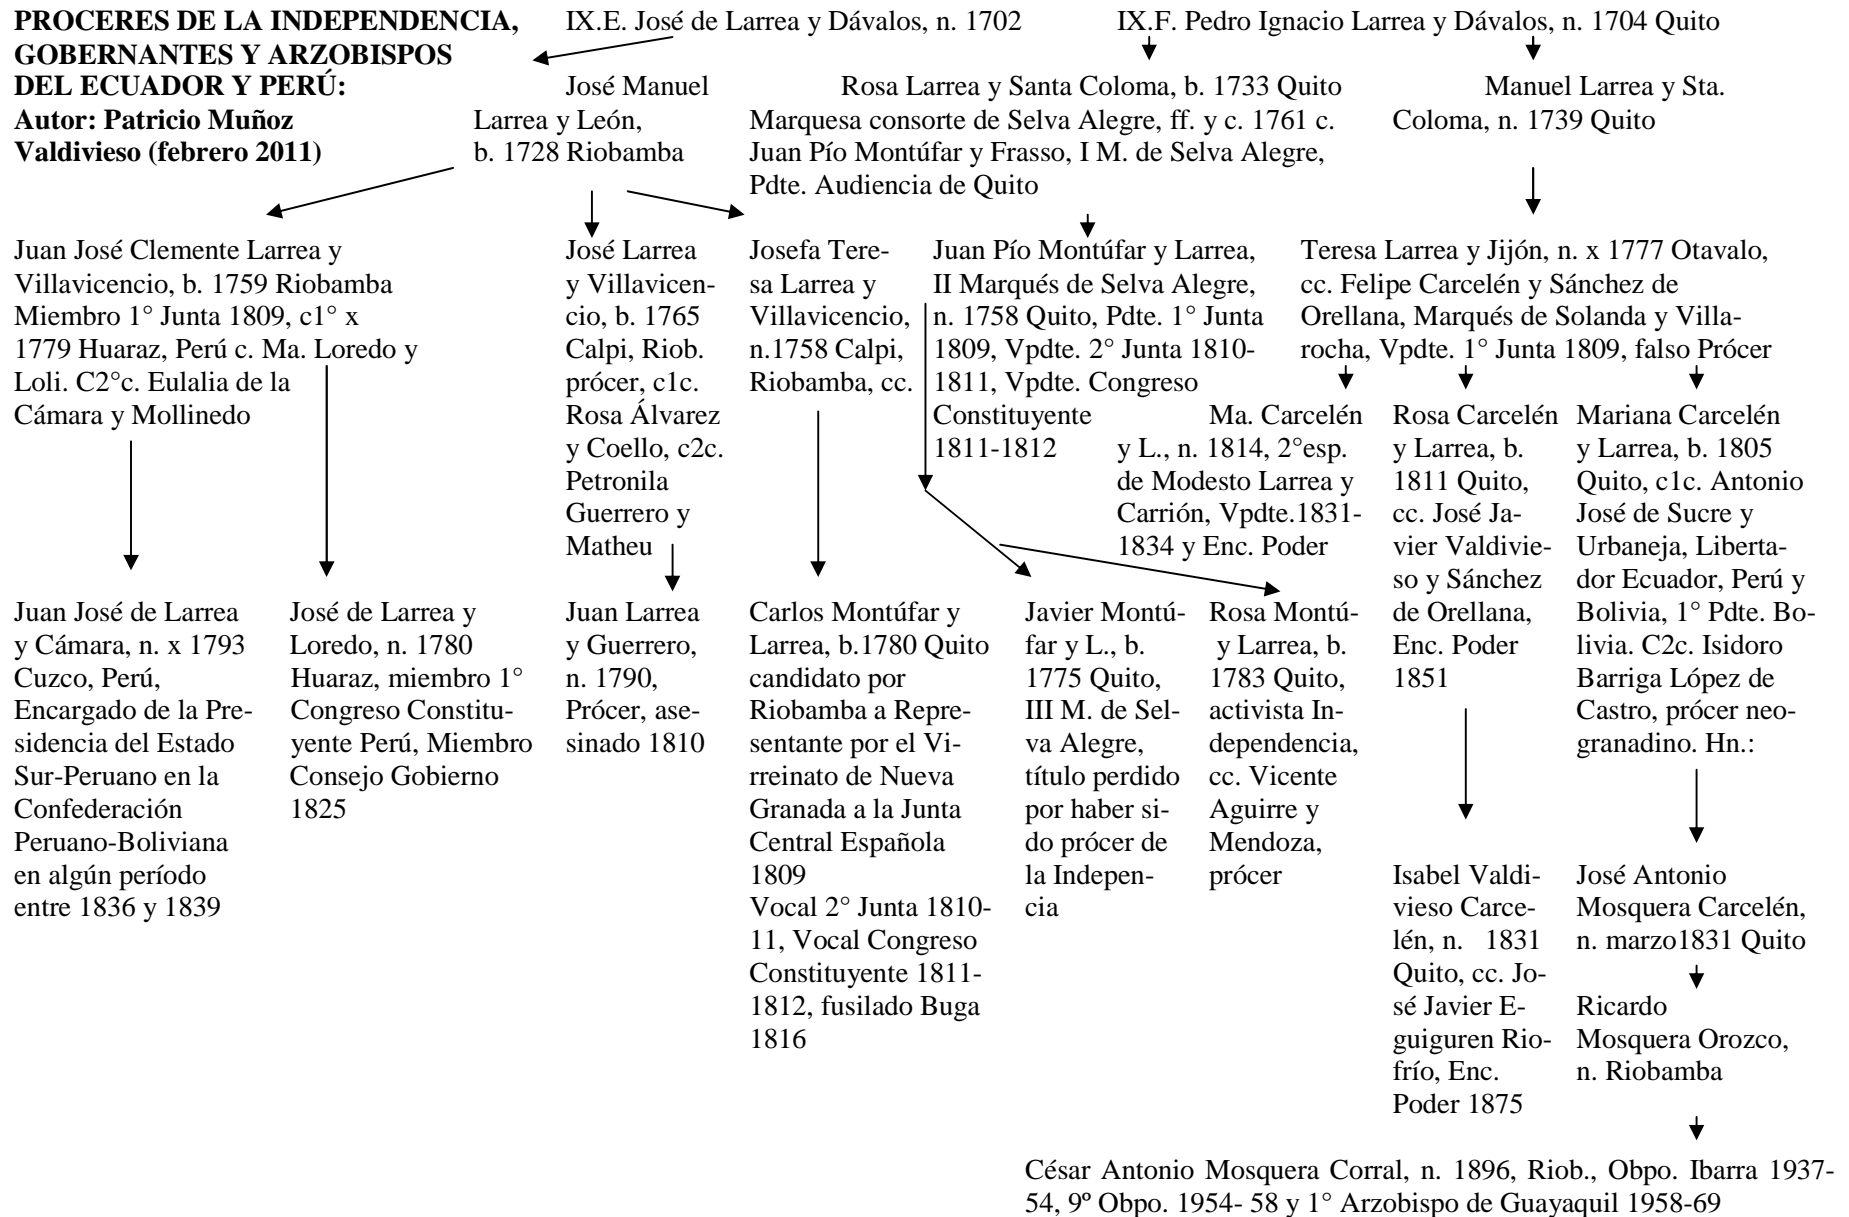 PROCERES DE LA INDEPENDENCIA,
GOBERNANTES Y ARZOBISPOS
DEL ECUADOR Y PERÚ:
Autor: Patricio Muñoz
Valdivieso (febrero 2011)
IX.E. José de Larrea y Dávalos, n. 1702
IX.F. Pedro Ignacio Larrea y Dávalos, n. 1704 Quito
José Manuel
Larrea y León,
b. 1728 Riobamba
Rosa Larrea y Santa Coloma, b. 1733 Quito
Marquesa consorte de Selva Alegre, ff. y c. 1761 c.
Juan Pío Montúfar y Frasso, I M. de Selva Alegre,
Pdte. Audiencia de Quito
Manuel Larrea y Sta.
Coloma, n. 1739 Quito
Juan José Clemente Larrea y
Villavicencio, b. 1759 Riobamba
Miembro 1° Junta 1809, c1° x
1779 Huaraz, Perú c. Ma. Loredo y
Loli. C2°c. Eulalia de la
Cámara y Mollinedo
José Larrea
y Villavicen-
cio, b. 1765
Calpi, Riob.
prócer, c1c.
Rosa Álvarez
y Coello, c2c.
Petronila
Guerrero y
Matheu
Josefa Tere-
sa Larrea y
Villavicencio,
n.1758 Calpi,
Riobamba, cc.
Juan Pío Montúfar y Larrea,
II Marqués de Selva Alegre,
n. 1758 Quito, Pdte. 1° Junta
1809, Vpdte. 2° Junta 1810-
1811, Vpdte. Congreso
Constituyente
1811-1812
Teresa Larrea y Jijón, n. x 1777 Otavalo,
cc. Felipe Carcelén y Sánchez de
Orellana, Marqués de Solanda y Villa-
rocha, Vpdte. 1° Junta 1809, falso Prócer
Ma. Carcelén
y L., n. 1814, 2°esp.
de Modesto Larrea y
Carrión, Vpdte.1831-
1834 y Enc. Poder
Rosa Carcelén
y Larrea, b.
1811 Quito,
cc. José Ja-
vier Valdivie-
so y Sánchez
de Orellana,
Enc. Poder
1851
Mariana Carcelén
y Larrea, b. 1805
Quito, c1c. Antonio
José de Sucre y
Urbaneja, Liberta-
dor Ecuador, Perú y
Bolivia, 1° Pdte. Bo-
livia. C2c. Isidoro
Barriga López de
Castro, prócer neo-
granadino. Hn.:
Juan José de Larrea
y Cámara, n. x 1793
Cuzco, Perú,
Encargado de la Pre-
sidencia del Estado
Sur-Peruano en la
Confederación
Peruano-Boliviana
en algún período
entre 1836 y 1839
José de Larrea y
Loredo, n. 1780
Huaraz, miembro 1°
Congreso Constitu-
yente Perú, Miembro
Consejo Gobierno
1825
Juan Larrea
y Guerrero,
n. 1790,
Prócer, ase-
sinado 1810
Carlos Montúfar y
Larrea, b.1780 Quito
candidato por
Riobamba a Repre-
sentante por el Vi-
rreinato de Nueva
Granada a la Junta
Central Española
1809
Vocal 2° Junta 1810-
11, Vocal Congreso
Constituyente 1811-
1812, fusilado Buga
1816
Javier Montú-
far y L., b.
1775 Quito,
III M. de Sel-
va Alegre,
título perdido
por haber si-
do prócer de
la Indepen-
cia
Rosa Montú-
y Larrea, b.
1783 Quito,
activista In-
dependencia,
cc. Vicente
Aguirre y
Mendoza,
prócer
Isabel Valdi-
vieso Carce-
lén, n. 1831
Quito, cc. Jo-
sé Javier E-
guiguren Rio-
frío, Enc.
Poder 1875
José Antonio
Mosquera Carcelén,
n. marzo1831 Quito
Ricardo
Mosquera Orozco,
n. Riobamba
César Antonio Mosquera Corral, n. 1896, Riob., Obpo. Ibarra 1937-
54, 9º Obpo. 1954- 58 y 1° Arzobispo de Guayaquil 1958-69